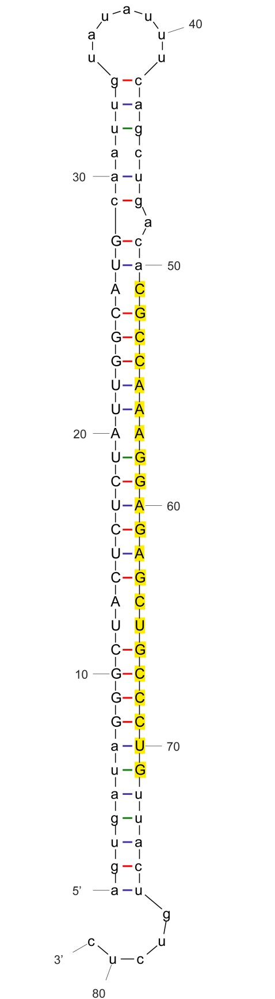 u a u
a u 40
u u
g c
u a
u g
a c
30 a u
c g
a
G c
U a 50
A C
C G
G C
G C
U A
U A
20 A A
U G
C G
U A 60
C G
U A
C G
A C
U U
C G
10 G C
G C
G C
a U 70
u G
a u
g u
u a
g c
5’ a u
g
c u
3’ u c
80